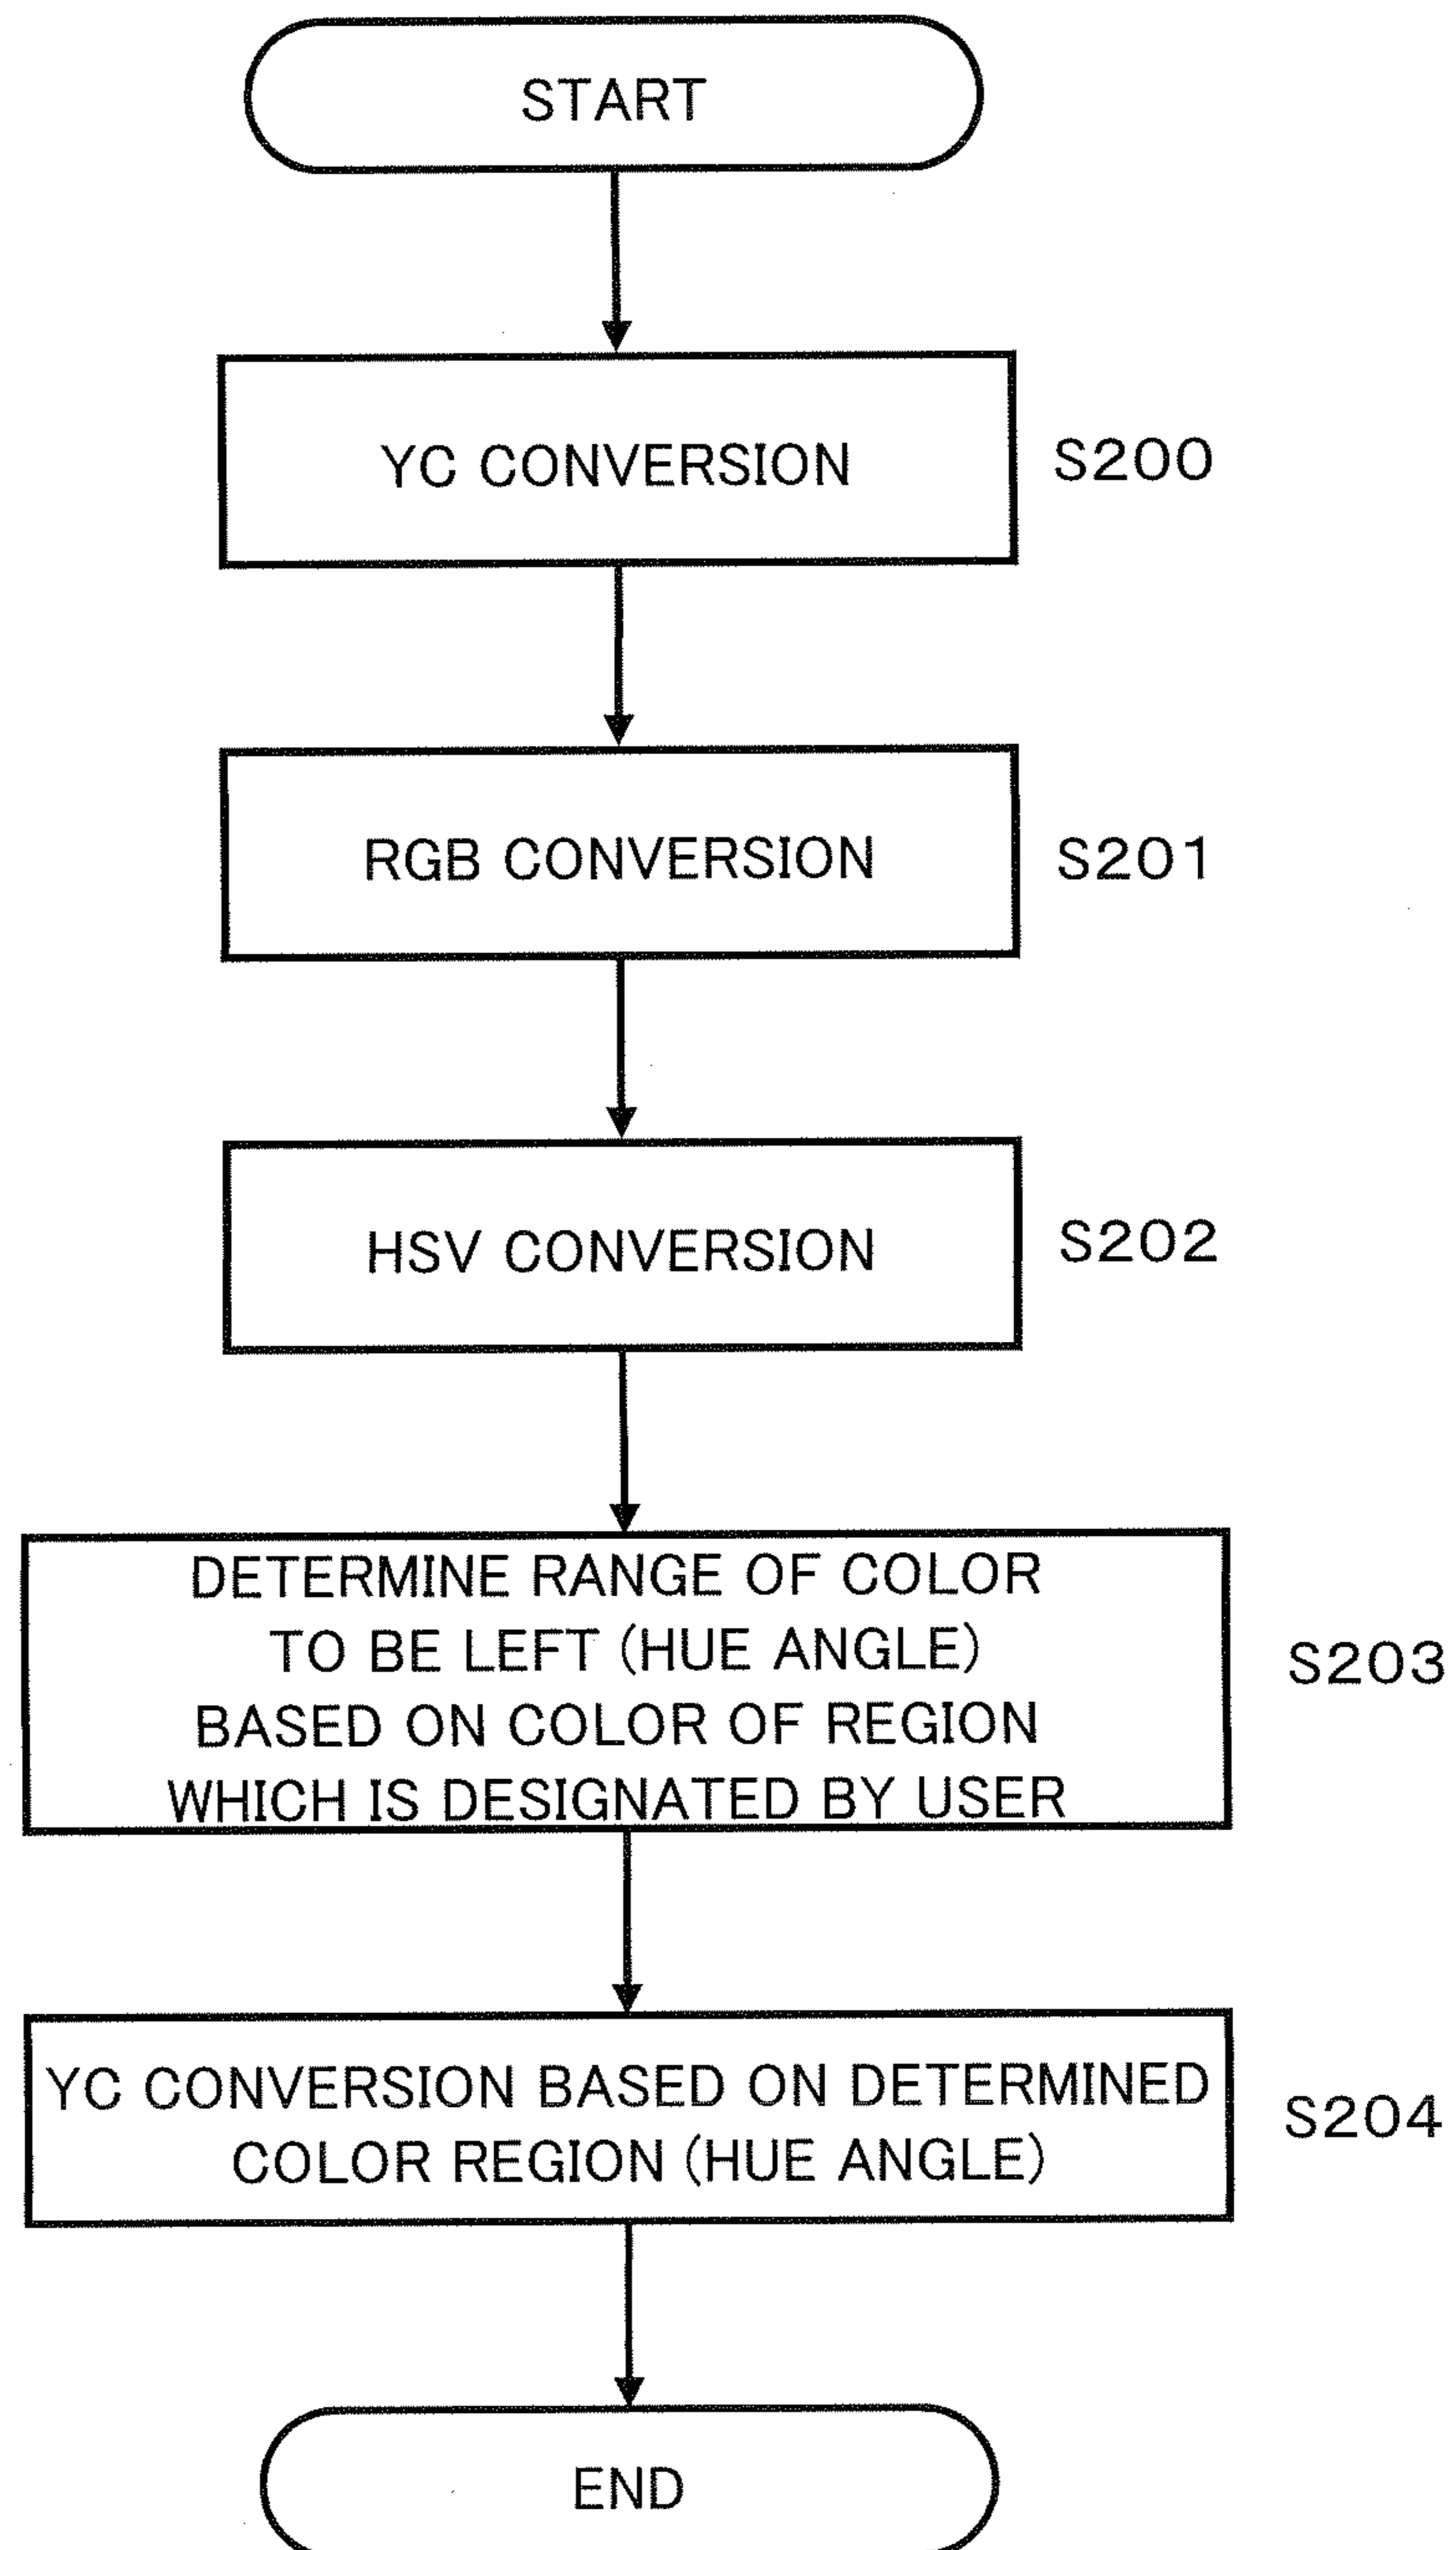 START
YC CONVERSION
S200
RGB CONVERSION
S201
HSV CONVERSION
S202
DETERMINE RANGE OF COLOR
TO BE LEFT (HUE ANGLE)
BASED ON COLOR OF REGION
WHICH IS DESIGNATED BY USER
S203
YC CONVERSION BASED ON DETERMINED
COLOR REGION (HUE ANGLE)
S204
END